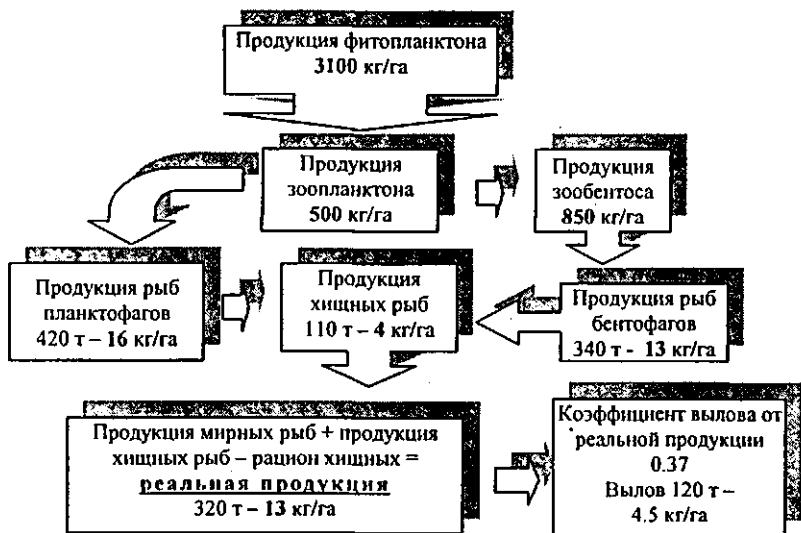 Продукция фитопланктона
3100 кг/га
Продукция
зоопланктона
500 кг/га
Продукция
зообентоса
850 кг/га
Продукция рыб
планктофагов
420 т – 16 кг/га
Продукция
хищных рыб
110 т – 4 кг/га
Продукция рыб
бентофагов
340 т - 13 кг/га
Продукция мирных рыб + продукция
хищных рыб – рацион хищных =
реальная продукция
320 т – 13 кг/га
Коэффициент вылова от
реальной продукции
0.37
Вылов 120 т –
4.5 кг/га